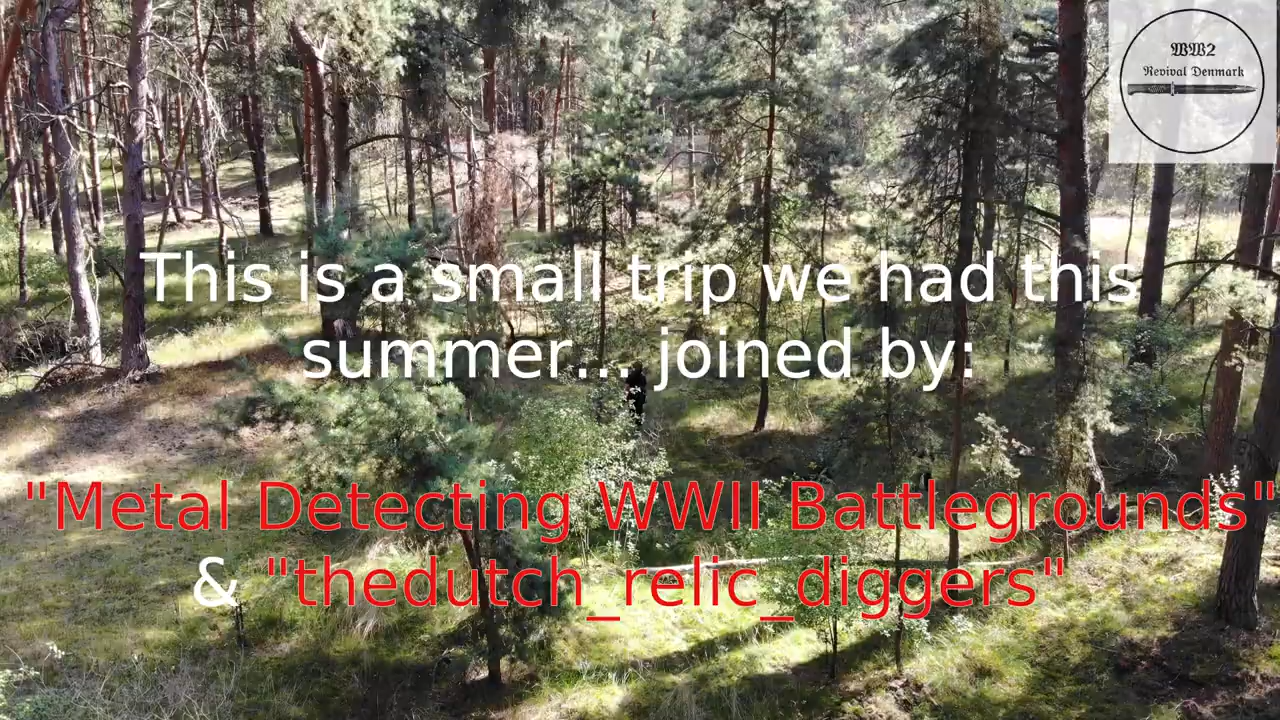 WW2
Revival Denmark
This is a small trip we had this
summer... joined by:
"Metal Detecting WWII Battlegrounds"
& "thedutch_relic_diggers"